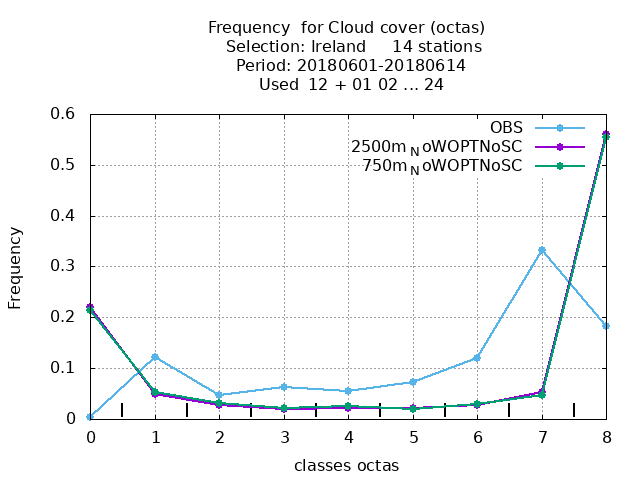 Frequency  for Cloud cover (octas)
Selection: Ireland     14 stations
Period: 20180601-20180614
Used  12 + 01 02 ... 24
0.6
0.5
0.4
0.3
0.2
0.1
0
Frequency
OBS
2500mNoWOPTNoSC
750mNoWOPTNoSC
0 1 2 3 4 5 6 7 8
classes octas